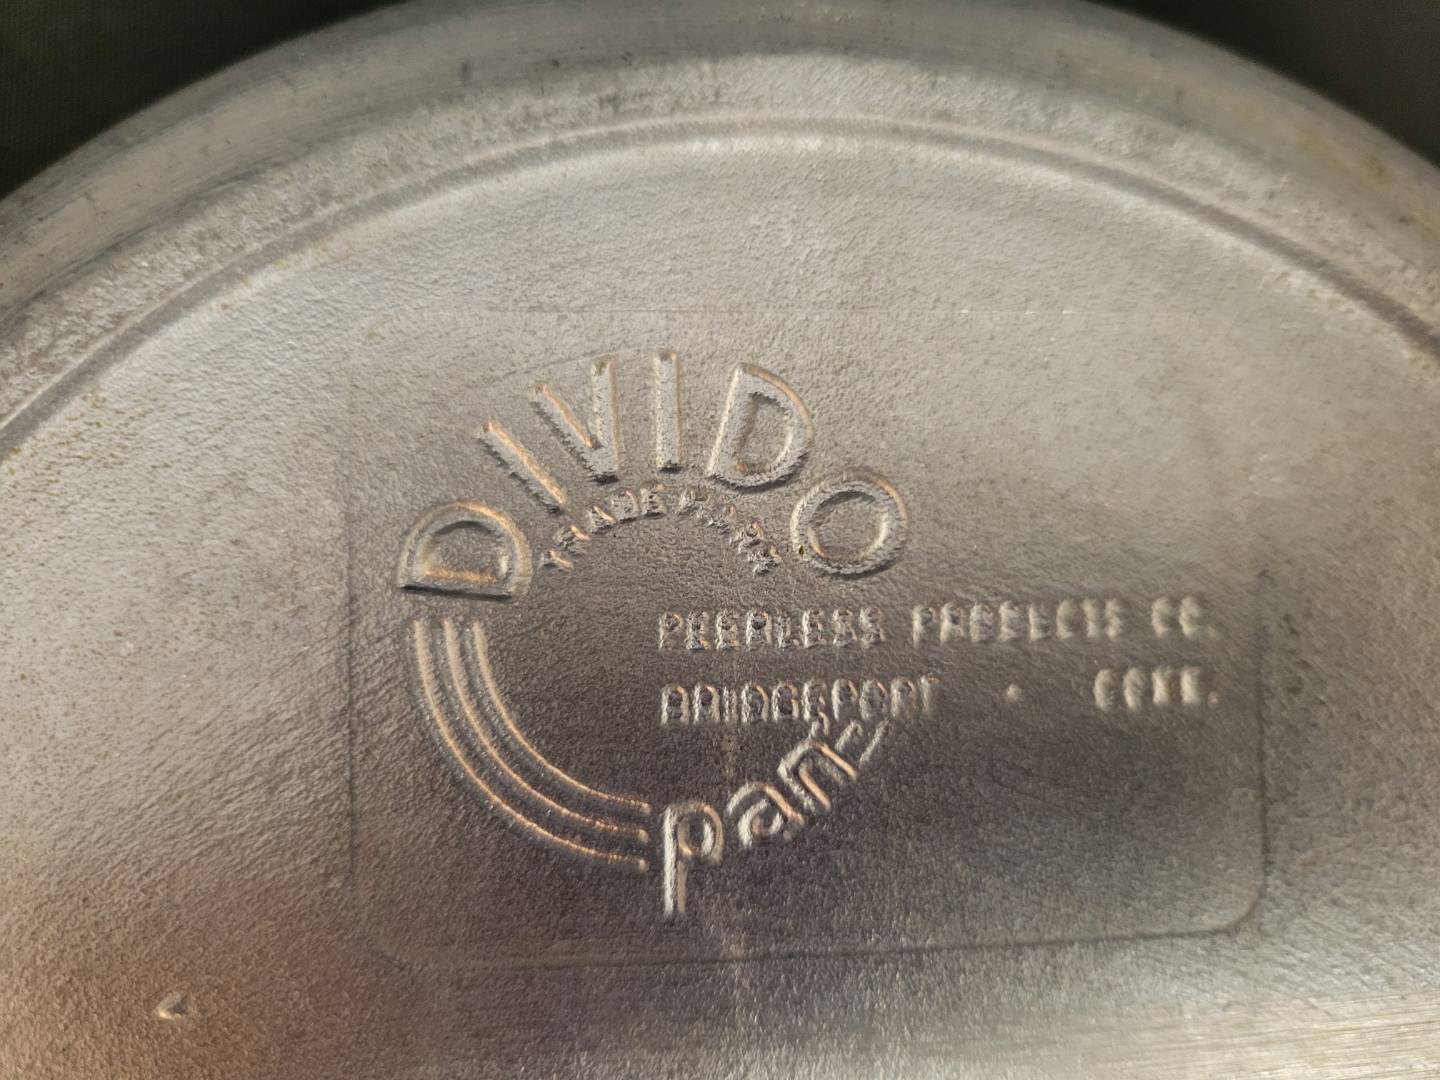 DIVIDO
TRADE MARK
PEERLESS PRODUCTS CO.
BRIDGEPORT · CONN.
pan